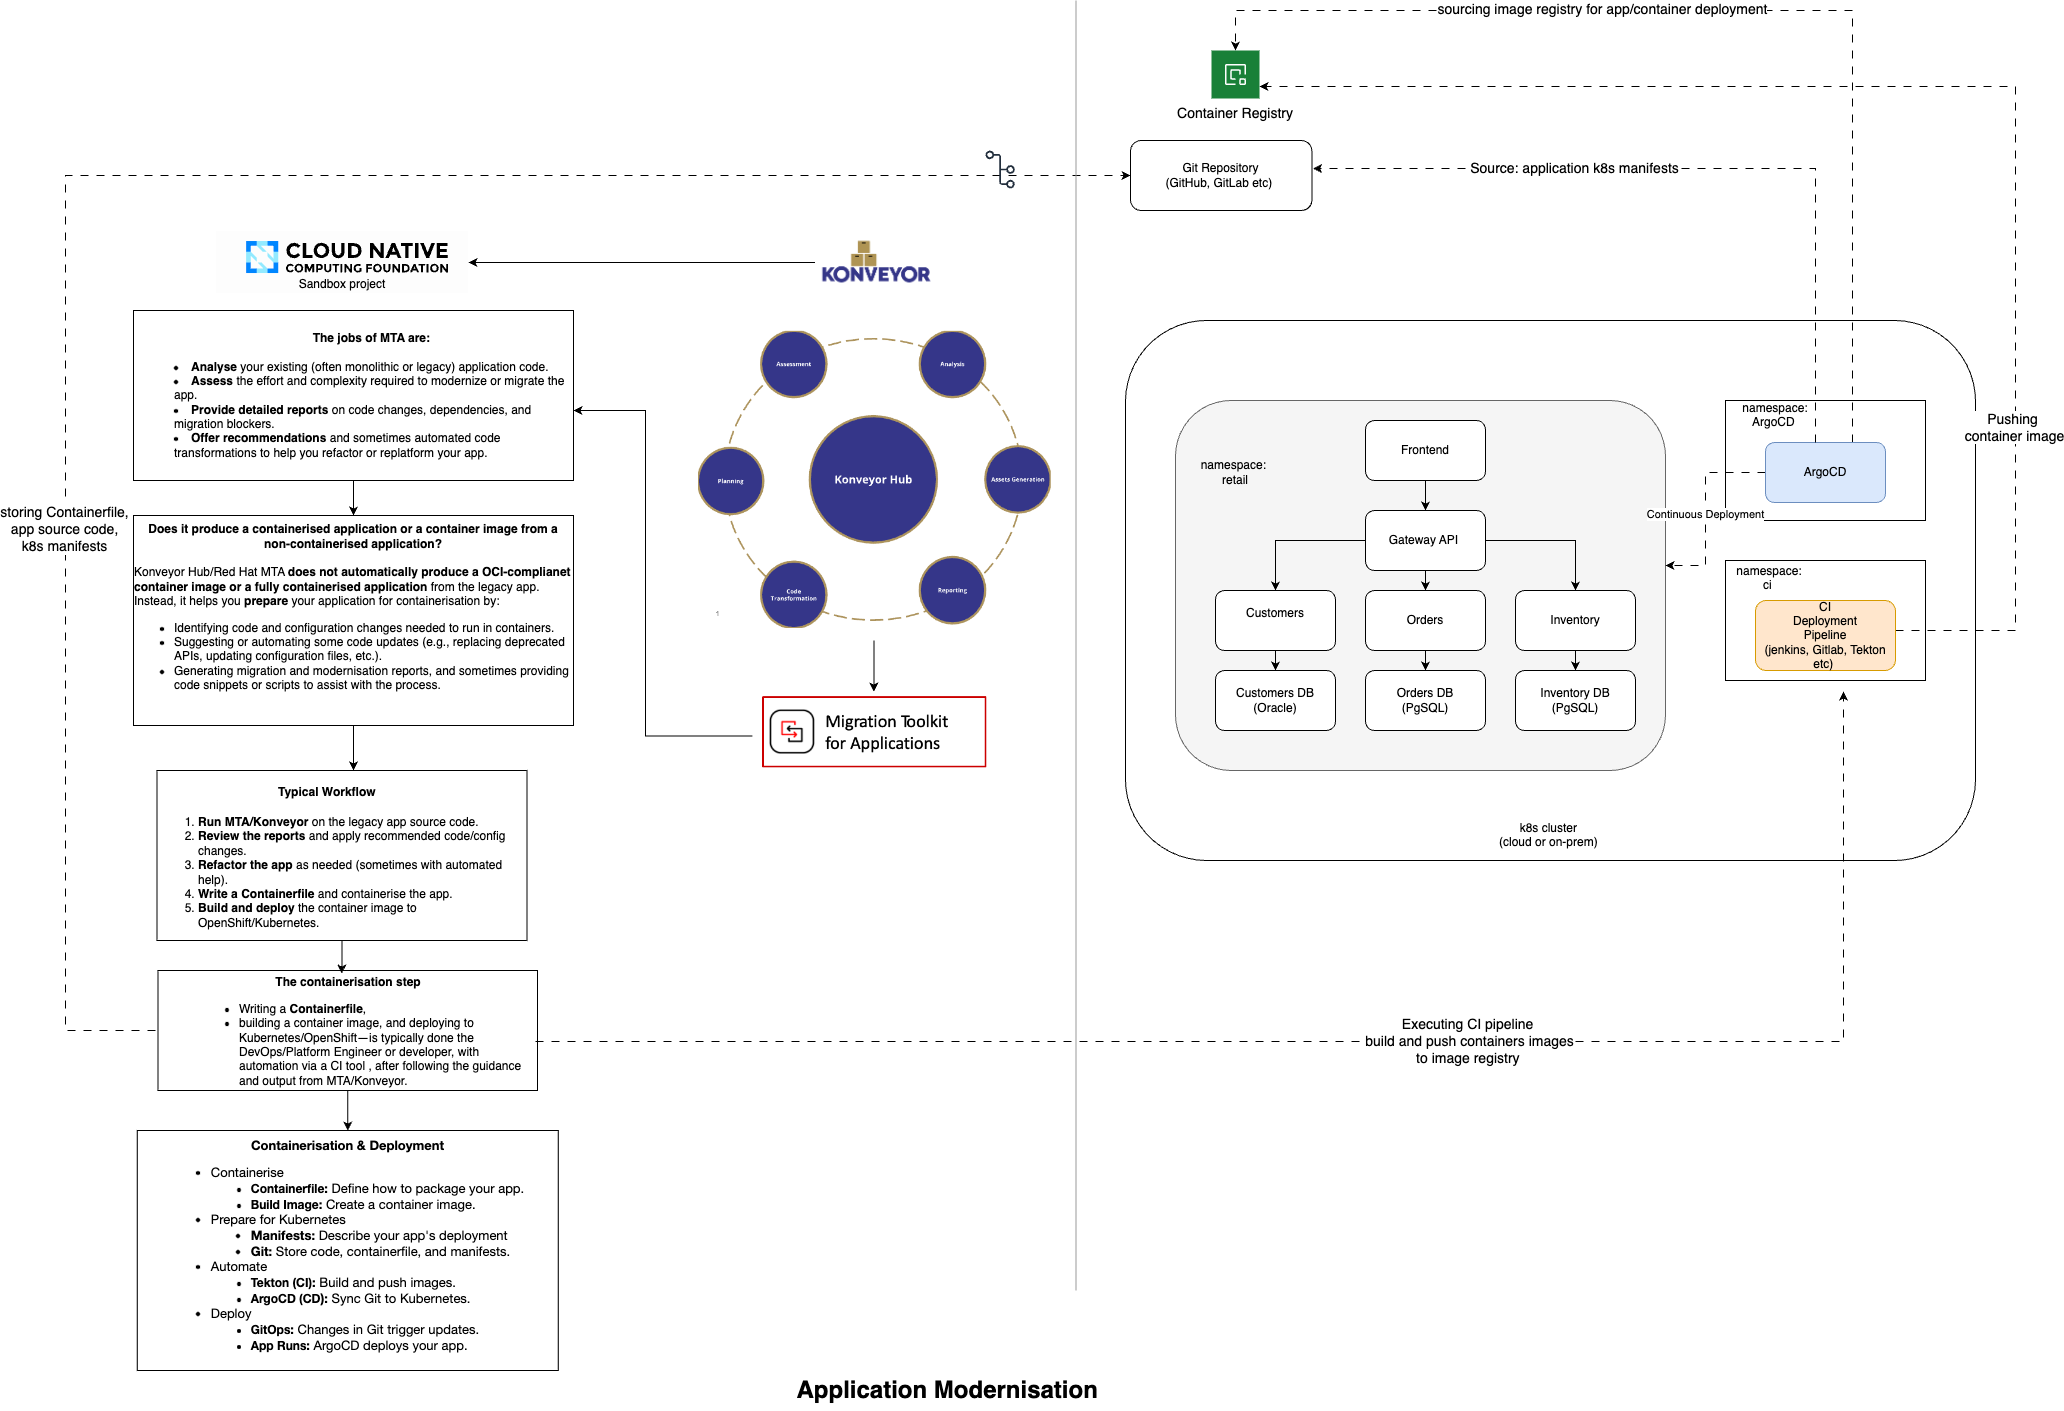 sourcing image registry for app/container deployment
Container Registry
Git Repository
(GitHub, GitLab etc)
Source: application k8s manifests
CLOUD NATIVE
COMPUTING FOUNDATION
Sandbox project
KONVEYOR
The jobs of MTA are:
• Analyse your existing (often monolithic or legacy) application code.
• Assess the effort and complexity required to modernize or migrate the
app.
• Provide detailed reports on code changes, dependencies, and
migration blockers.
• Offer recommendations and sometimes automated code
transformations to help you refactor or replatform your app.
Does it produce a containerised application or a container image from a
non-containerised application?
Konveyor Hub/Red Hat MTA does not automatically produce a OCI-complianet
container image or a fully containerised application from the legacy app.
Instead, it helps you prepare your application for containerisation by:
• Identifying code and configuration changes needed to run in containers.
• Suggesting or automating some code updates (e.g., replacing deprecated
APIs, updating configuration files, etc.).
• Generating migration and modernisation reports, and sometimes providing
code snippets or scripts to assist with the process.
storing Containerfile,
app source code,
k8s manifests
Typical Workflow
1. Run MTA/Konveyor on the legacy app source code.
2. Review the reports and apply recommended code/config
changes.
3. Refactor the app as needed (sometimes with automated
help).
4. Write a Containerfile and containerise the app.
5. Build and deploy the container image to
OpenShift/Kubernetes.
The containerisation step
• Writing a Containerfile,
• building a container image, and deploying to
Kubernetes/OpenShift—is typically done the
DevOps/Platform Engineer or developer, with
automation via a CI tool , after following the guidance
and output from MTA/Konveyor.
Containerisation & Deployment
• Containerise
• Containerfile: Define how to package your app.
• Build Image: Create a container image.
• Prepare for Kubernetes
• Manifests: Describe your app's deployment
• Git: Store code, containerfile, and manifests.
• Automate
• Tekton (CI): Build and push images.
• ArgoCD (CD): Sync Git to Kubernetes.
• Deploy
• GitOps: Changes in Git trigger updates.
• App Runs: ArgoCD deploys your app.
Assessment
Analysis
Planning
Konveyor Hub
Assets Generation
Code
Transformation
Reporting
Migration Toolkit
for Applications
namespace:
retail
Frontend
Gateway API
Customers
Orders
Inventory
Customers DB
(Oracle)
Orders DB
(PgSQL)
Inventory DB
(PgSQL)
namespace:
ArgoCD
ArgoCD
Continuous Deployment
namespace:
ci
CI
Deployment
Pipeline
(jenkins, Gitlab, Tekton
etc)
Pushing
container image
k8s cluster
(cloud or on-prem)
Executing CI pipeline
build and push containers images
to image registry
Application Modernisation